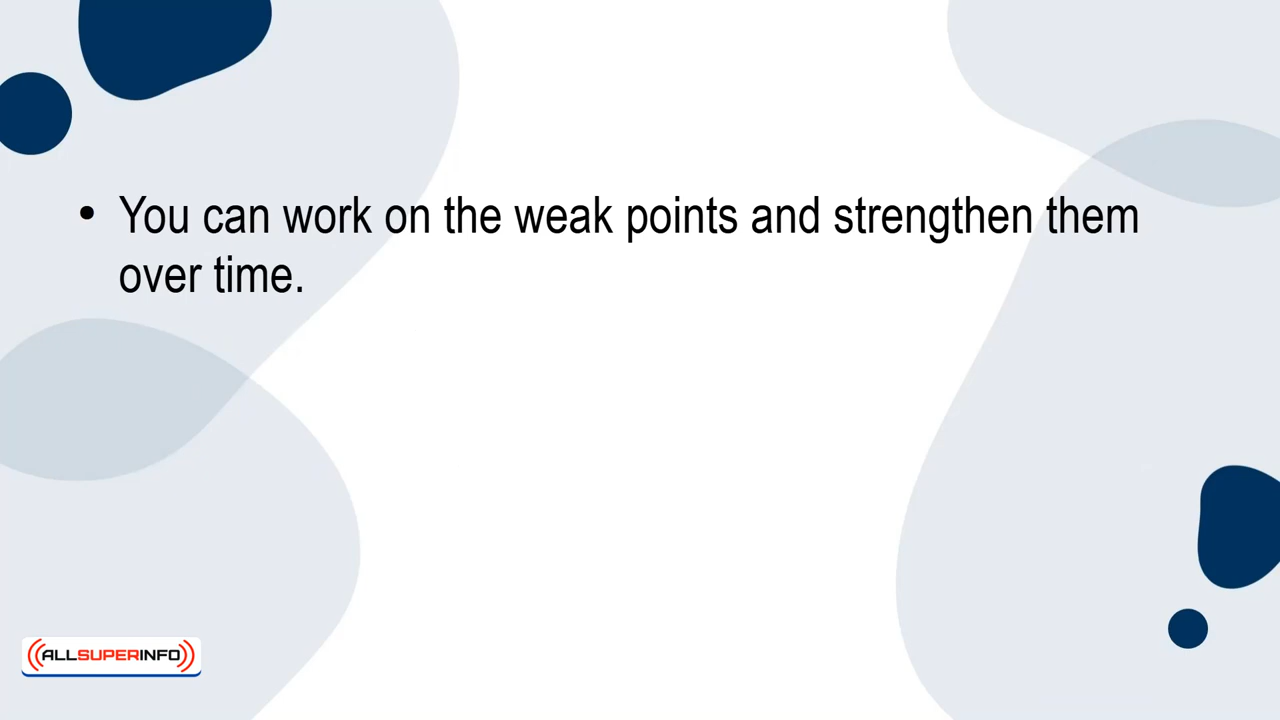 • You can work on the weak points and strengthen them
over time.
ALLSUPERINFO